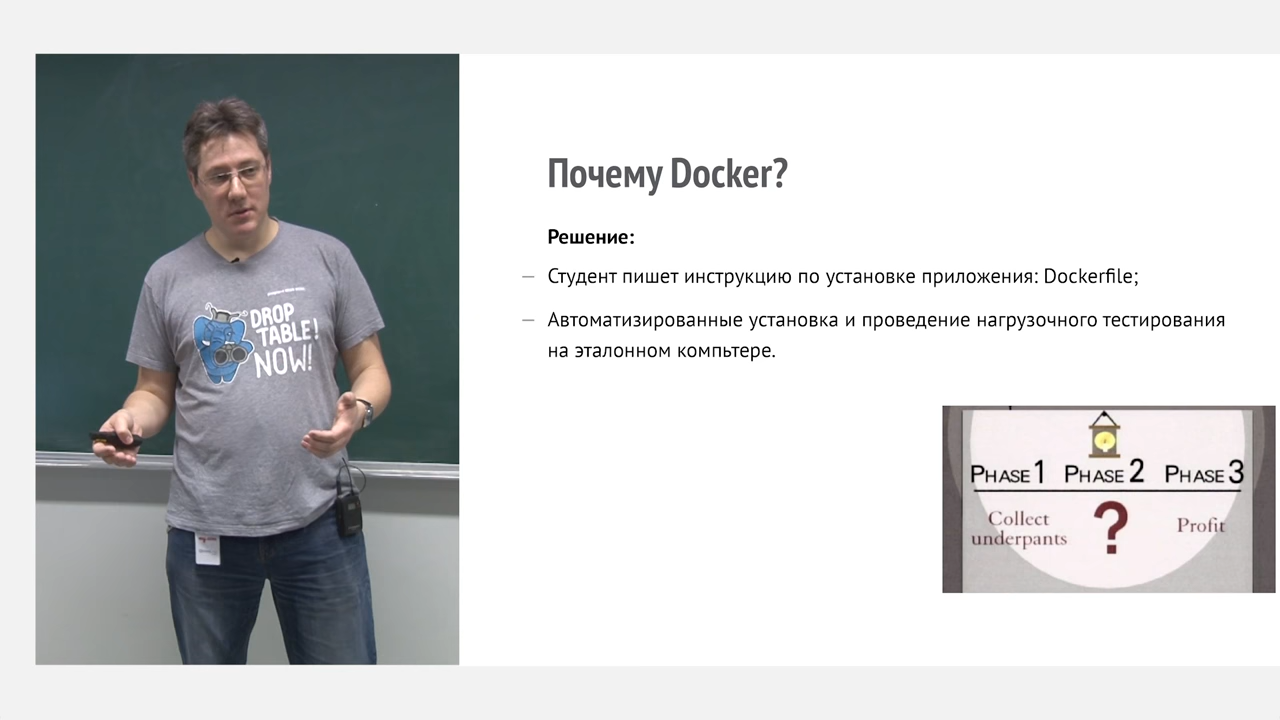 Почему Docker?
Решение:
– Студент пишет инструкцию по установке приложения: Dockerfile;
– Автоматизированные установка и проведение нагрузочного тестирования
на эталонном компьтере.
DROP
TABLE!
NOW!
PHASE 1 PHASE 2 PHASE 3
Collect
underpants
?
Profit